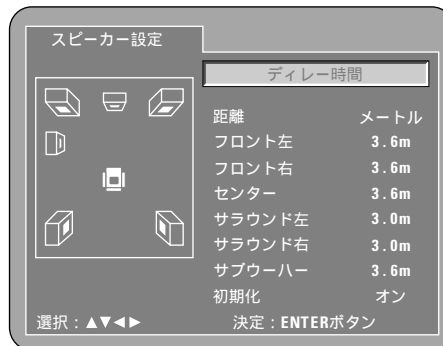 スピーカー設定
ディレー時間
距離 メートル
フロント左 3.6m
フロント右 3.6m
センター 3.6m
サラウンド左 3.0m
サラウンド右 3.0m
サブウーハー 3.6m
初期化 オン
選択：▲▼◀▶ 決定：ENTERボタン